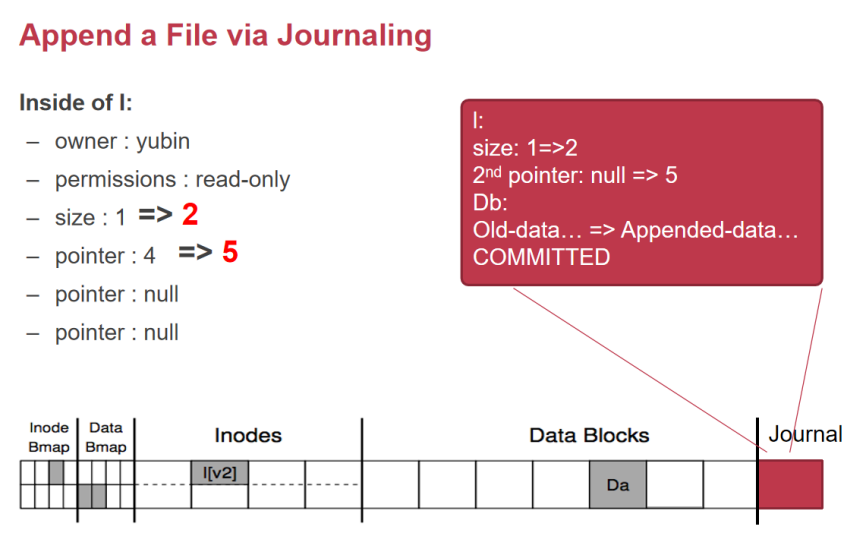 Append a File via Journaling
Inside of I:
– owner : yubin
– permissions : read-only
– size : 1 => 2
– pointer : 4 => 5
– pointer : null
– pointer : null
I:
size: 1=>2
2nd pointer: null => 5
Db:
Old-data… => Appended-data…
COMMITTED
Inode Bmap
Data Bmap
Inodes
Data Blocks
Journal
I[v2]
Da